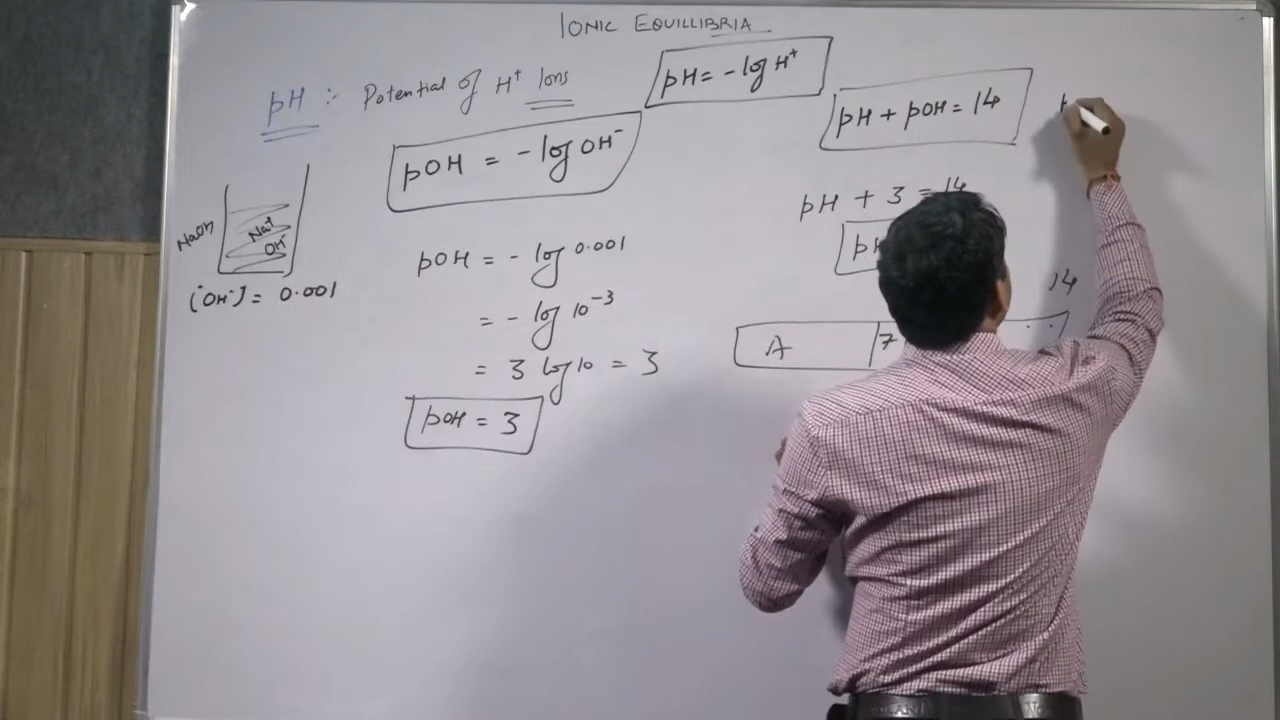 IONIC EQUILLIBRIA
pH :- Potential of H⁺ Ions
pH = - log H⁺
pOH = - log OH⁻
pH + pOH = 14
NaOH
Na⁺
OH⁻
[OH⁻] = 0.001
pOH = - log 0.001
= - log 10⁻³
= 3 log 10 = 3
pOH = 3
pH + 3 = 14
14
A 7